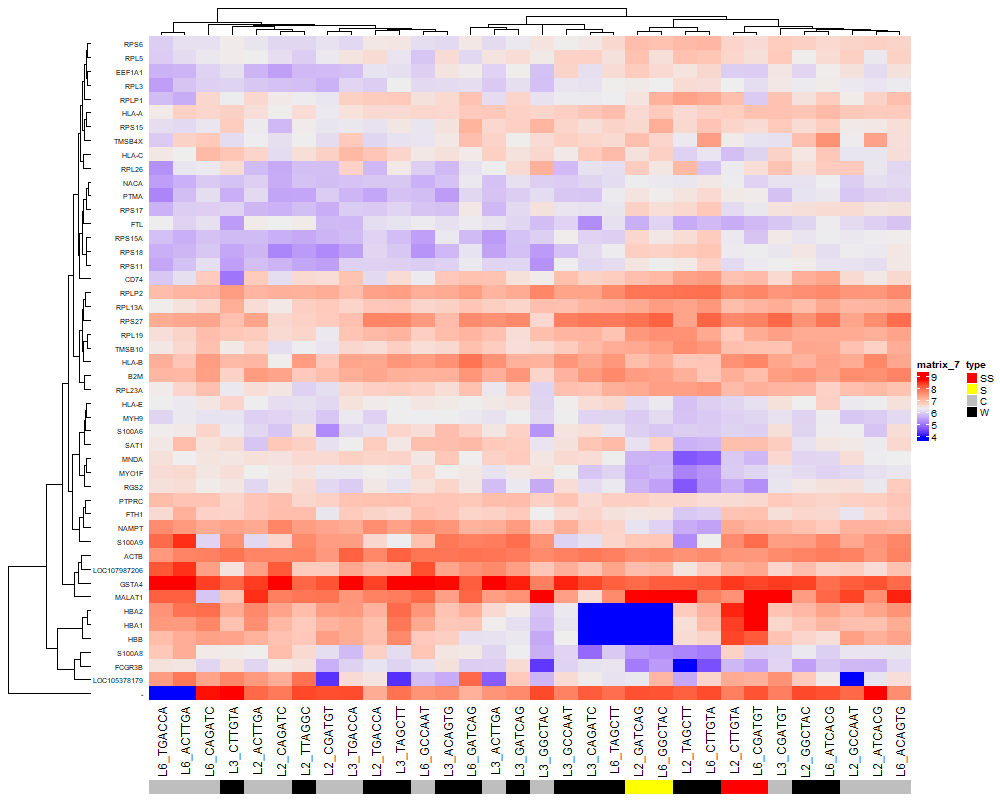 RPS6
RPL5
EEF1A1
RPL3
RPLP1
HLA-A
RPS15
TMSB4X
HLA-C
RPL26
NACA
PTMA
RPS17
FTL
RPS15A
RPS18
RPS11
CD74
RPLP2
RPL13A
RPS27
RPL19
TMSB10
HLA-B
B2M
RPL23A
HLA-E
MYH9
S100A6
SAT1
MNDA
MYO1F
RGS2
PTPRC
FTH1
NAMPT
S100A9
ACTB
LOC107987206
GSTA4
MALAT1
HBA2
HBA1
HBB
S100A8
FCGR3B
LOC105378179
-
matrix_7 type
9
8
7
6
5
4
SS
S
C
W
L6_TGACCA
L6_ACTTGA
L6_CAGATC
L3_CTTGTA
L2_ACTTGA
L2_CAGATC
L2_TTAGGC
L2_CGATGT
L3_TGACCA
L2_TGACCA
L3_TAGCTT
L6_GCCAAT
L3_ACAGTG
L6_GATCAG
L3_ACTTGA
L3_GATCAG
L3_GGCTAC
L3_GCCAAT
L3_CAGATC
L6_TAGCTT
L2_GATCAG
L6_GGCTAC
L2_TAGCTT
L6_CTTGTA
L2_CTTGTA
L6_CGATGT
L3_CGATGT
L2_GGCTAC
L6_ATCACG
L2_GCCAAT
L2_ATCACG
L6_ACAGTG